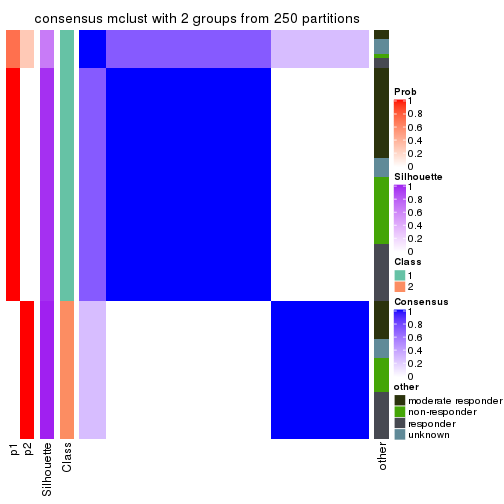 consensus mclust with 2 groups from 250 partitions
Prob
1
0.8
0.6
0.4
0.2
0
Silhouette
1
0.8
0.6
0.4
0.2
0
Class
1
2
Consensus
1
0.8
0.6
0.4
0.2
0
other
moderate responder
non-responder
responder
unknown
p1
p2
Silhouette
Class
other